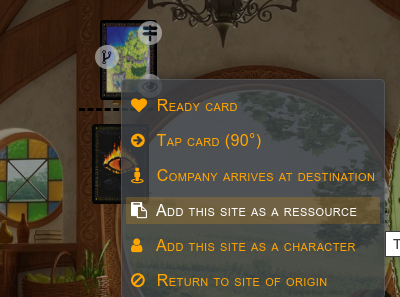 Ready card
Tap card (90°)
Company arrives at destination
Add this site as a ressource
Add this site as a character
Return to site of origin